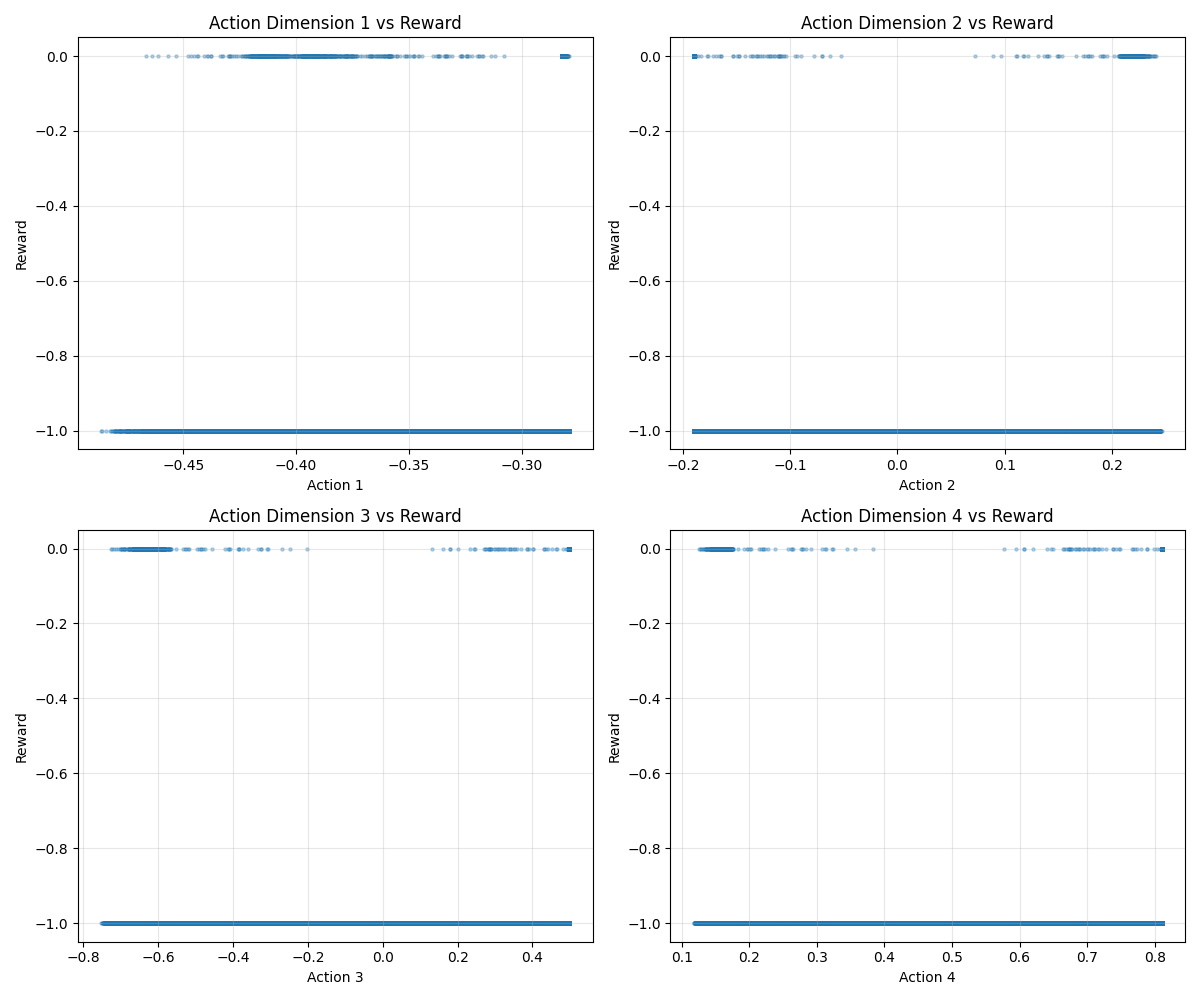 Action Dimension 1 vs Reward
0.0
−0.2
−0.4
−0.6
−0.8
−1.0
Reward
−0.45 −0.40 −0.35 −0.30
Action 1
Action Dimension 2 vs Reward
0.0
−0.2
−0.4
−0.6
−0.8
−1.0
Reward
−0.2 −0.1 0.0 0.1 0.2
Action 2
Action Dimension 3 vs Reward
0.0
−0.2
−0.4
−0.6
−0.8
−1.0
Reward
−0.8 −0.6 −0.4 −0.2 0.0 0.2 0.4
Action 3
Action Dimension 4 vs Reward
0.0
−0.2
−0.4
−0.6
−0.8
−1.0
Reward
0.1 0.2 0.3 0.4 0.5 0.6 0.7 0.8
Action 4